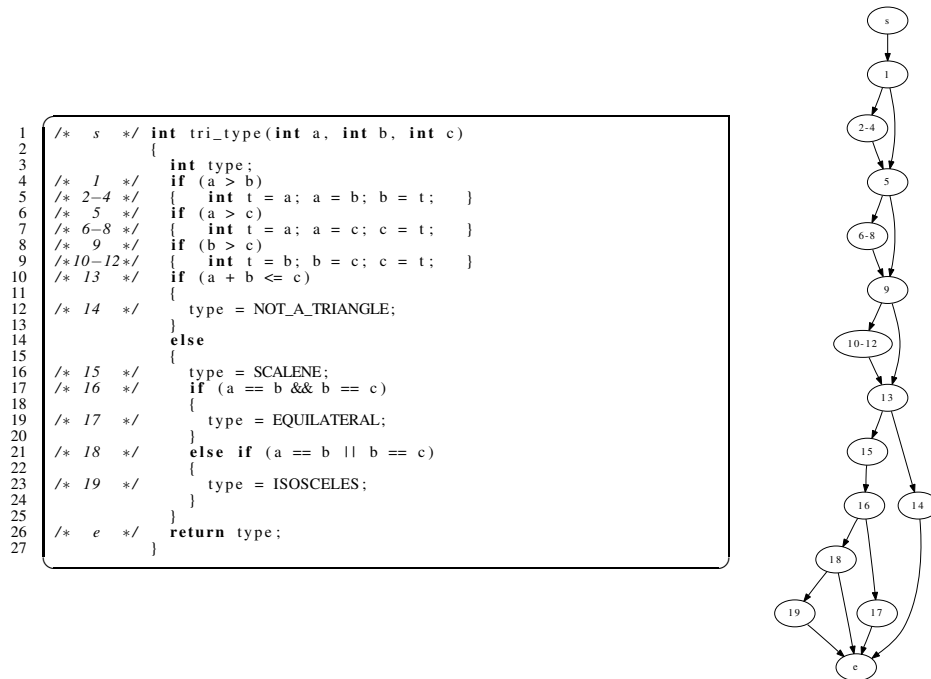 1 /* s */ int tri_type(int a, int b, int c)
2 {
3 int type;
4 /* 1 */ if (a > b)
5 /* 2−4 */ { int t = a; a = b; b = t; }
6 /* 5 */ if (a > c)
7 /* 6−8 */ { int t = a; a = c; c = t; }
8 /* 9 */ if (b > c)
9 /*10−12*/ { int t = b; b = c; c = t; }
10 /* 13 */ if (a + b <= c)
11 {
12 /* 14 */ type = NOT_A_TRIANGLE;
13 }
14 else
15 {
16 /* 15 */ type = SCALENE;
17 /* 16 */ if (a == b && b == c)
18 {
19 /* 17 */ type = EQUILATERAL;
20 }
21 /* 18 */ else if (a == b || b == c)
22 {
23 /* 19 */ type = ISOSCELES;
24 }
25 }
26 /* e */ return type;
27 }
s
1
2-4
5
6-8
9
10-12
13
15
16
14
18
19
17
e